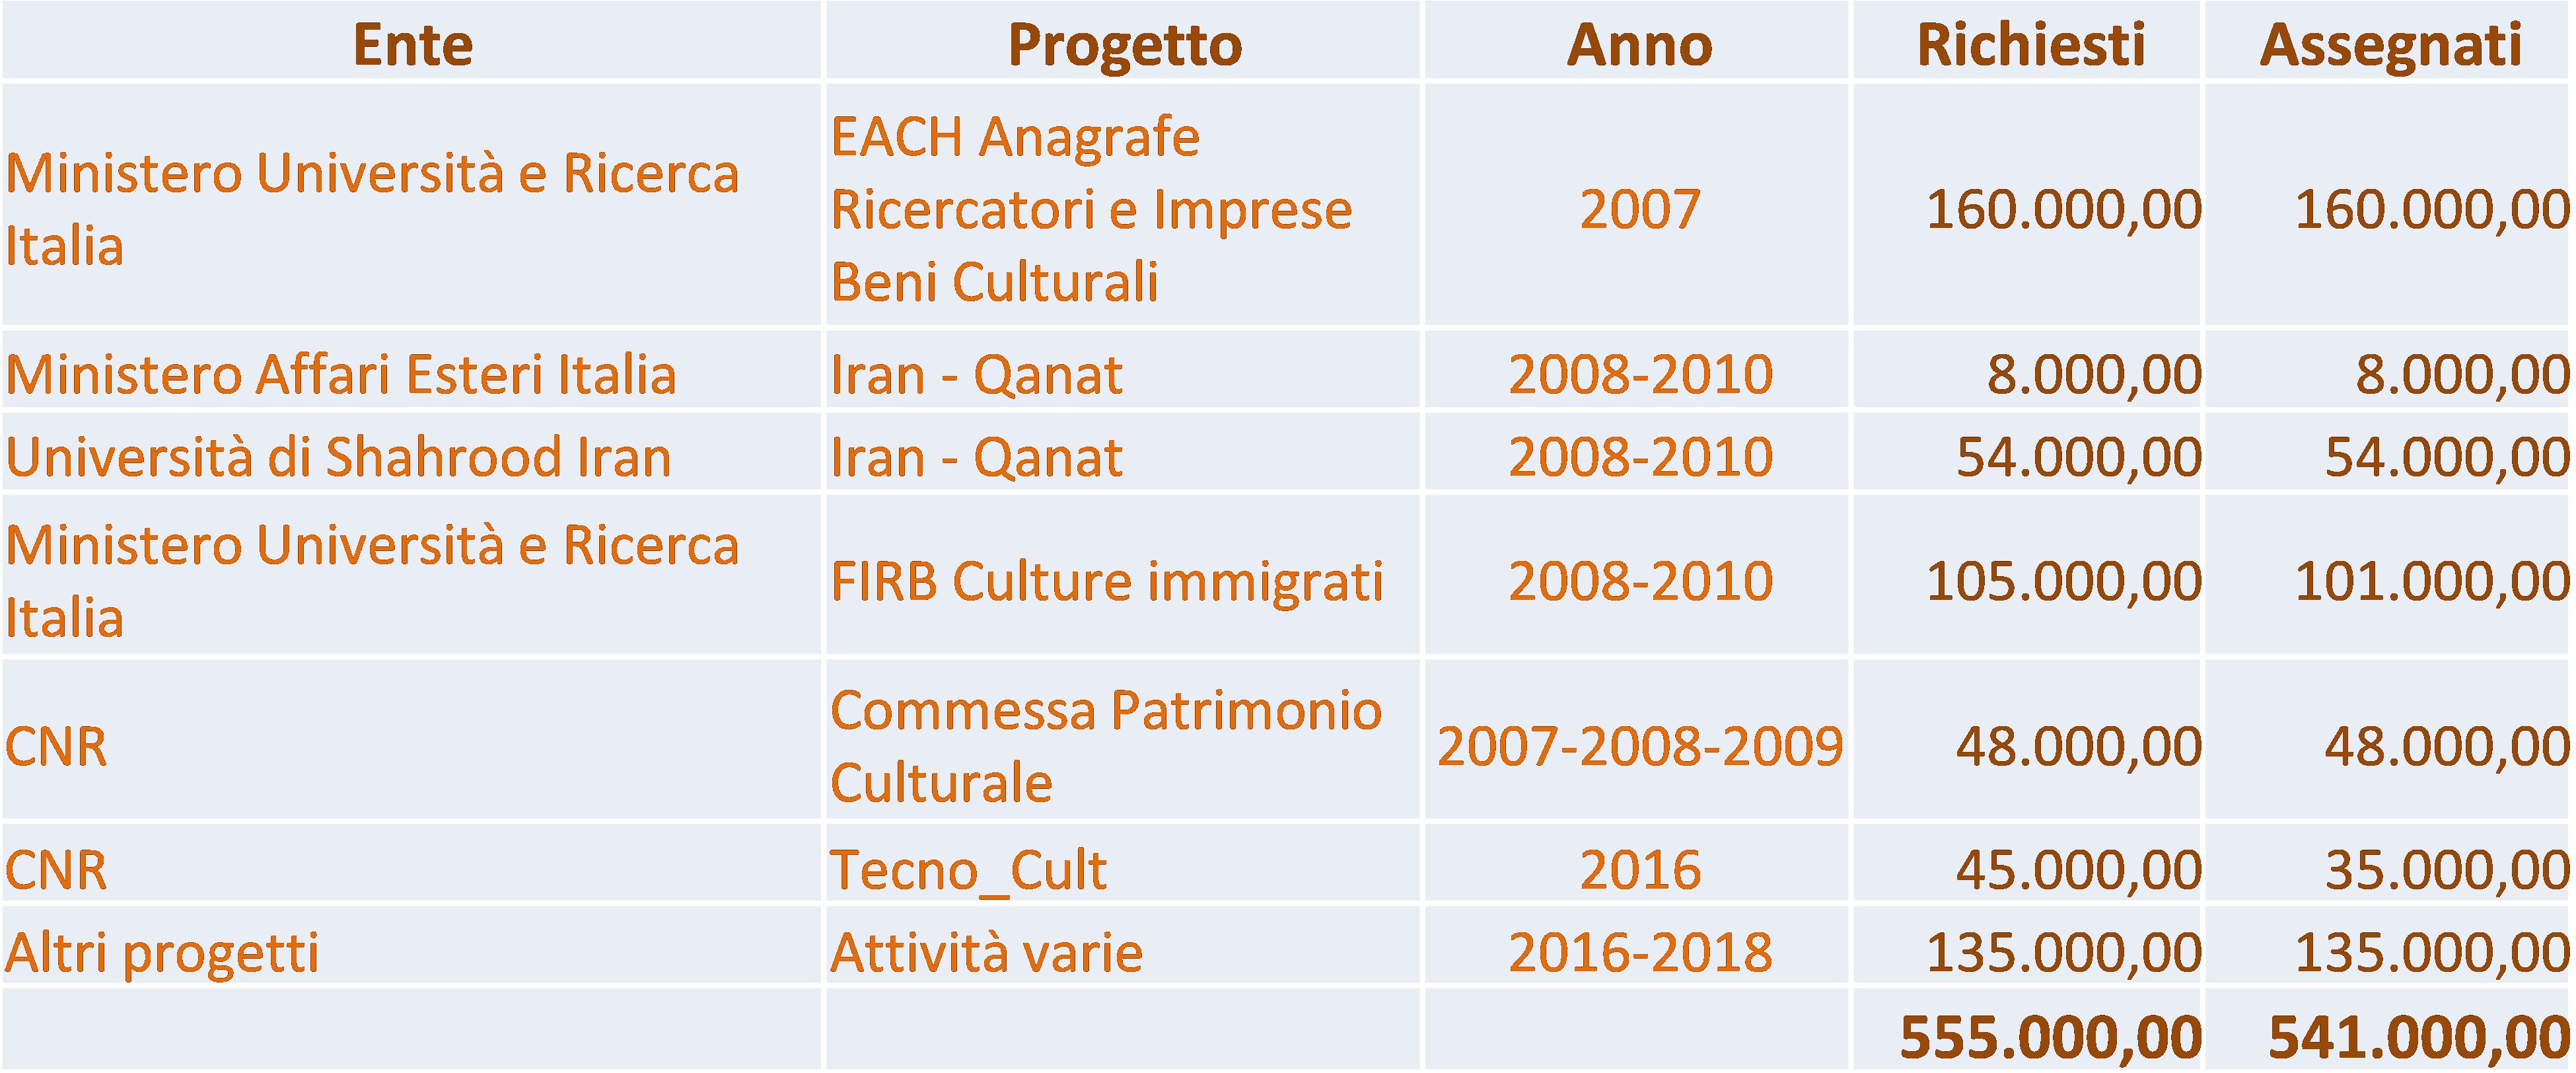 Ente Progetto Anno Richiesti Assegnati
Ministero Università e Ricerca
Italia
EACH Anagrafe
Ricercatori e Imprese
Beni Culturali
2007 160.000,00 160.000,00
Ministero Affari Esteri Italia Iran - Qanat 2008-2010 8.000,00 8.000,00
Università di Shahrood Iran Iran - Qanat 2008-2010 54.000,00 54.000,00
Ministero Università e Ricerca
Italia
FIRB Culture immigrati 2008-2010 105.000,00 101.000,00
CNR
Commessa Patrimonio
Culturale
2007-2008-2009 48.000,00 48.000,00
CNR Tecno_Cult 2016 45.000,00 35.000,00
Altri progetti Attività varie 2016-2018 135.000,00 135.000,00
555.000,00 541.000,00